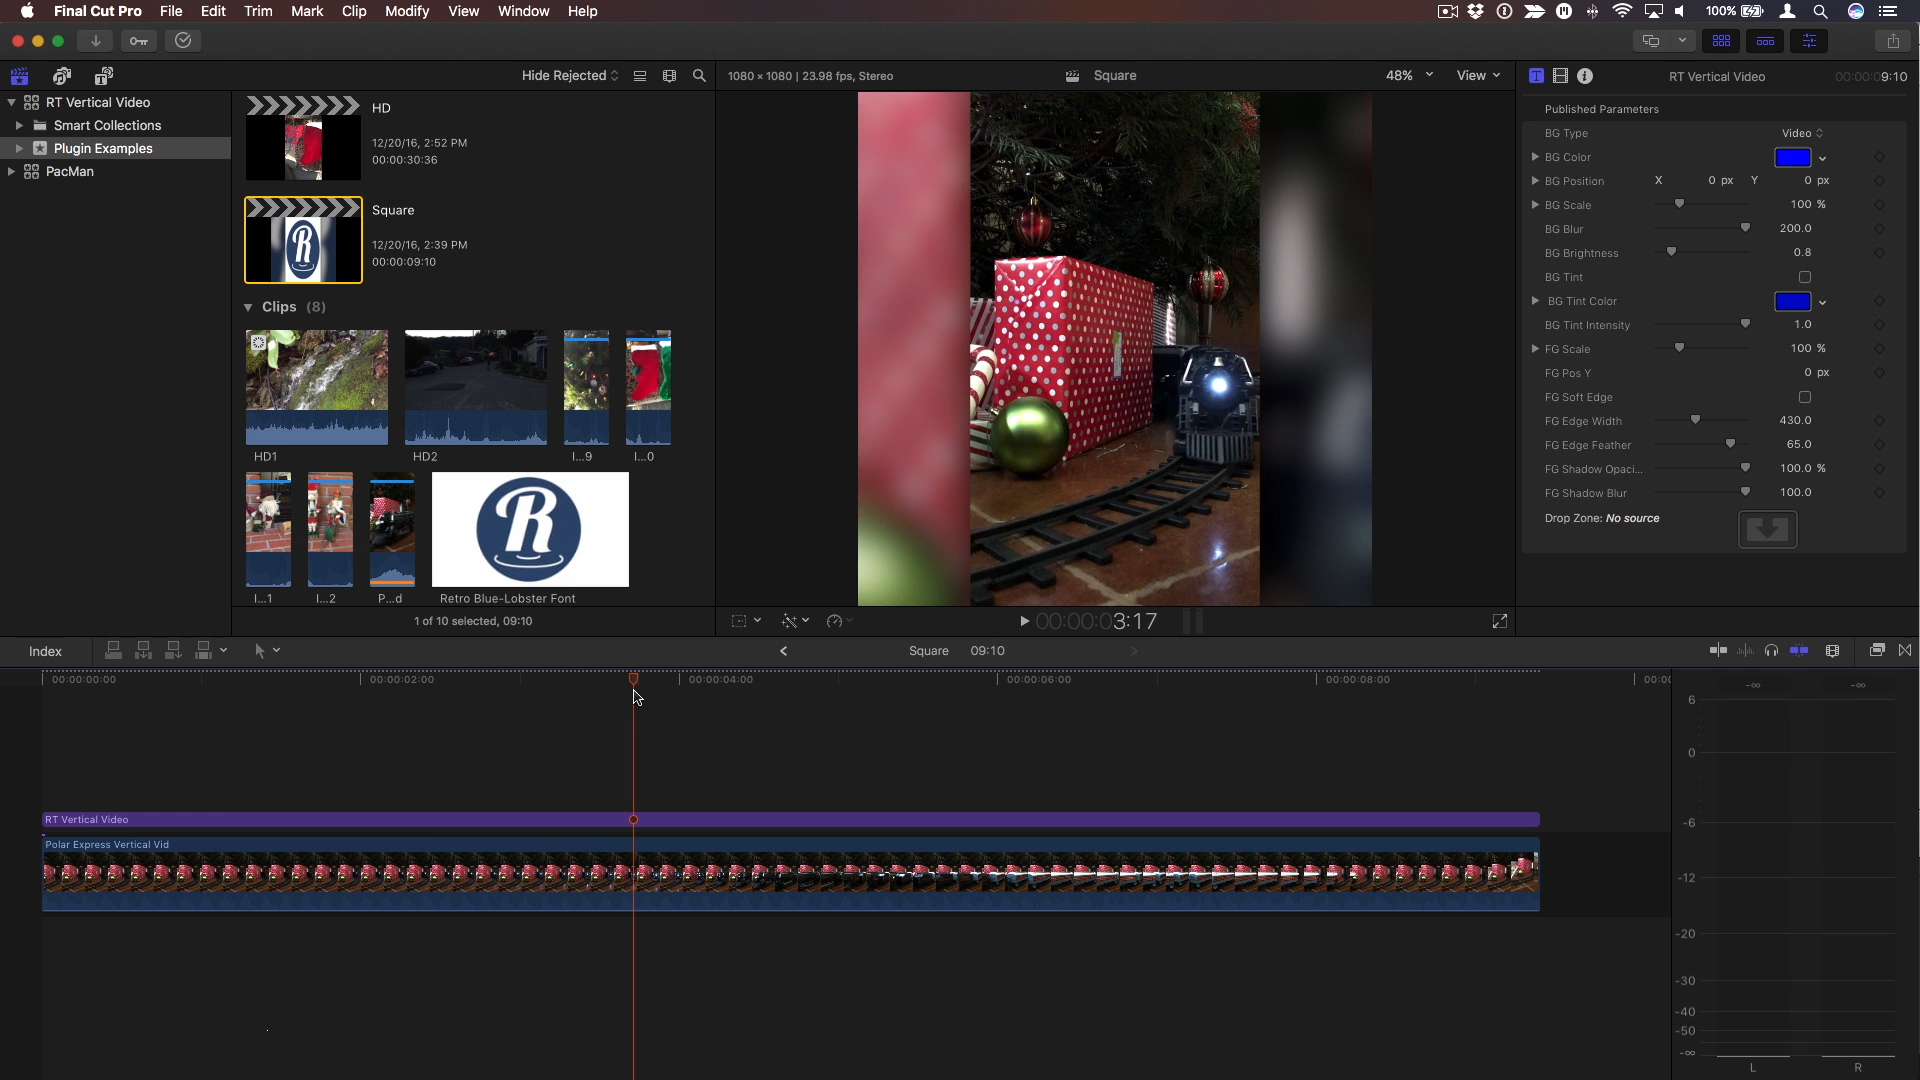 Final Cut Pro File Edit Trim Mark Clip Modify View Window Help
100%
Hide Rejected
1080 × 1080 | 23.98 fps, Stereo
Square
48%
View
RT Vertical Video
00:00:09:10
RT Vertical Video
Smart Collections
Plugin Examples
PacMan
HD
12/20/16, 2:52 PM
00:00:30:36
Square
12/20/16, 2:39 PM
00:00:09:10
Clips (8)
HD1
HD2
I...9
I...0
R
I...1
I...2
P...d
Retro Blue-Lobster Font
1 of 10 selected, 09:10
00:00:03:17
Published Parameters
BG Type Video
BG Color
BG Position X 0 px Y 0 px
BG Scale 100 %
BG Blur 200.0
BG Brightness 0.8
BG Tint
BG Tint Color
BG Tint Intensity 1.0
FG Scale 100 %
FG Pos Y 0 px
FG Soft Edge
FG Edge Width 430.0
FG Edge Feather 65.0
FG Shadow Opaci... 100.0 %
FG Shadow Blur 100.0
Drop Zone: No source
Index
Square 09:10
00:00:00:00
00:00:02:00
00:00:04:00
00:00:06:00
00:00:08:00
00:00
RT Vertical Video
Polar Express Vertical Vid
-∞ -∞
6
0
-6
-12
-20
-30
-40
-50
-∞
L R